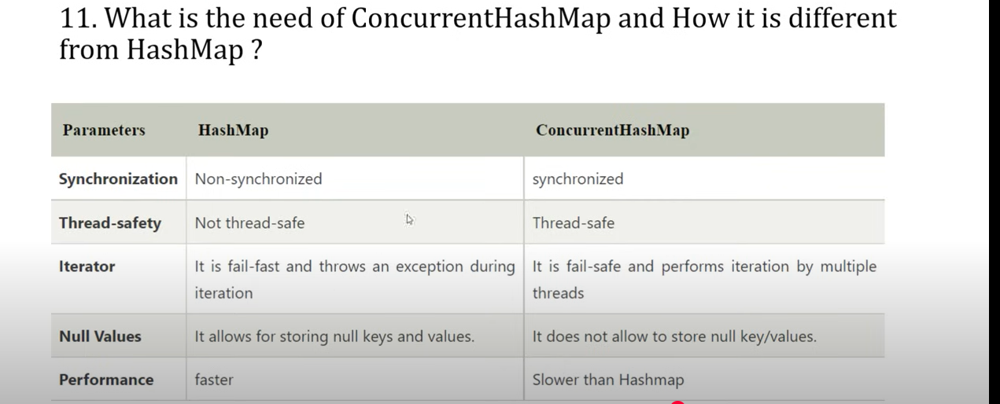 11. What is the need of ConcurrentHashMap and How it is different
from HashMap ?
Parameters HashMap ConcurrentHashMap
Synchronization Non-synchronized synchronized
Thread-safety Not thread-safe Thread-safe
Iterator It is fail-fast and throws an exception during It is fail-safe and performs iteration by multiple
iteration threads
Null Values It allows for storing null keys and values. It does not allow to store null key/values.
Performance faster Slower than Hashmap